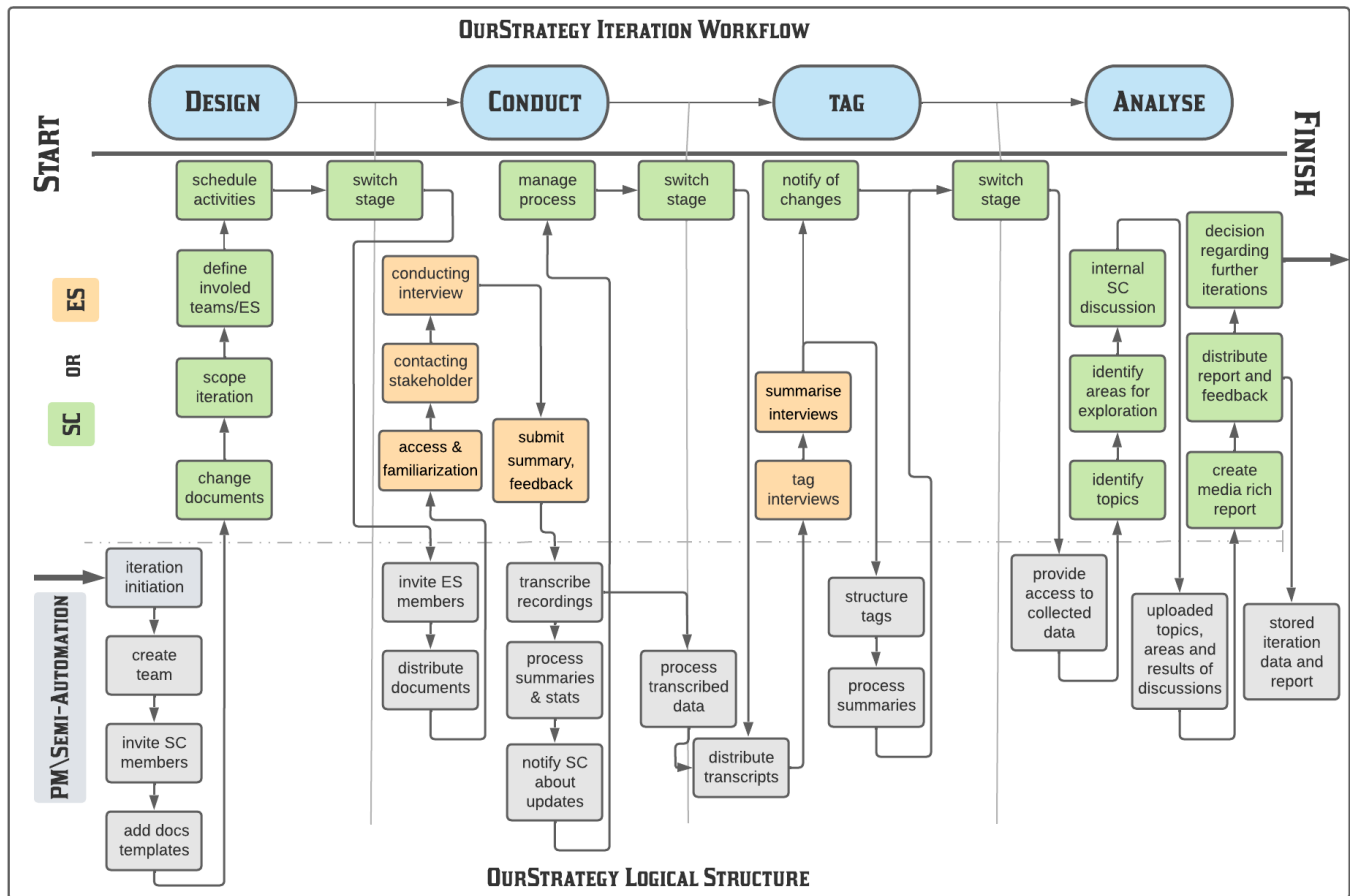 OurStrategy Iteration Workflow
Design
Conduct
tag
Analyse
Start
Finish
ES
or
SC
PM\Semi-Automation
schedule
activities
switch
stage
define
involed
teams/ES
scope
iteration
change
documents
iteration
initiation
create
team
invite SC
members
add docs
templates
manage
process
switch
stage
conducting
interview
contacting
stakeholder
access &
familiarization
submit
summary,
feedback
invite ES
members
distribute
documents
transcribe
recordings
process
summaries
& stats
notify SC
about
updates
process
transcribed
data
distribute
transcripts
notify of
changes
switch
stage
summarise
interviews
tag
interviews
structure
tags
process
summaries
internal
SC
discussion
identify
areas for
exploration
identify
topics
provide
access to
collected
data
uploaded
topics,
areas and
results of
discussions
decision
regarding
further
iterations
distribute
report and
feedback
create
media rich
report
stored
iteration
data and
report
OurStrategy Logical Structure